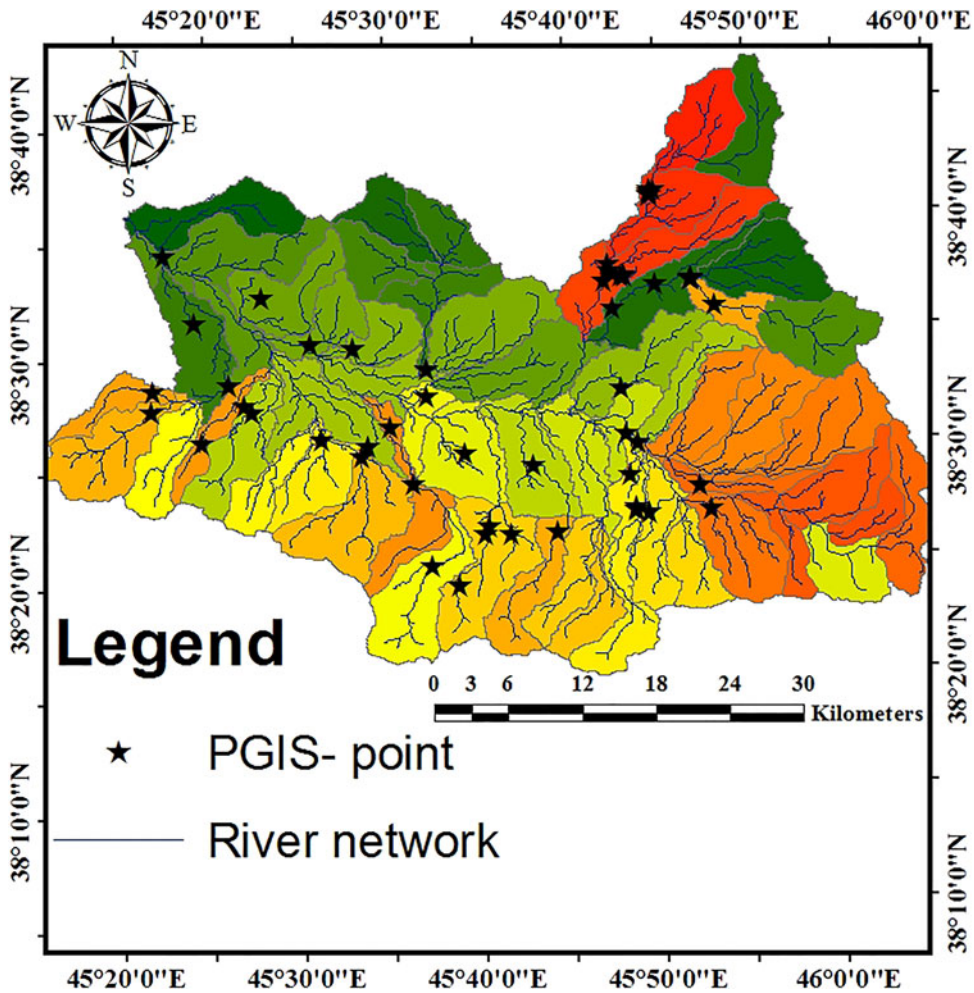 45°20'0"E 45°30'0"E 45°40'0"E 45°50'0"E 46°0'0"E
N
W E
S
38°40'0"N
38°30'0"N
38°20'0"N
38°10'0"N
38°40'0"N
38°30'0"N
38°20'0"N
38°10'0"N
Legend
0 3 6 12 18 24 30
Kilometers
PGIS- point
River network
45°20'0"E 45°30'0"E 45°40'0"E 45°50'0"E 46°0'0"E